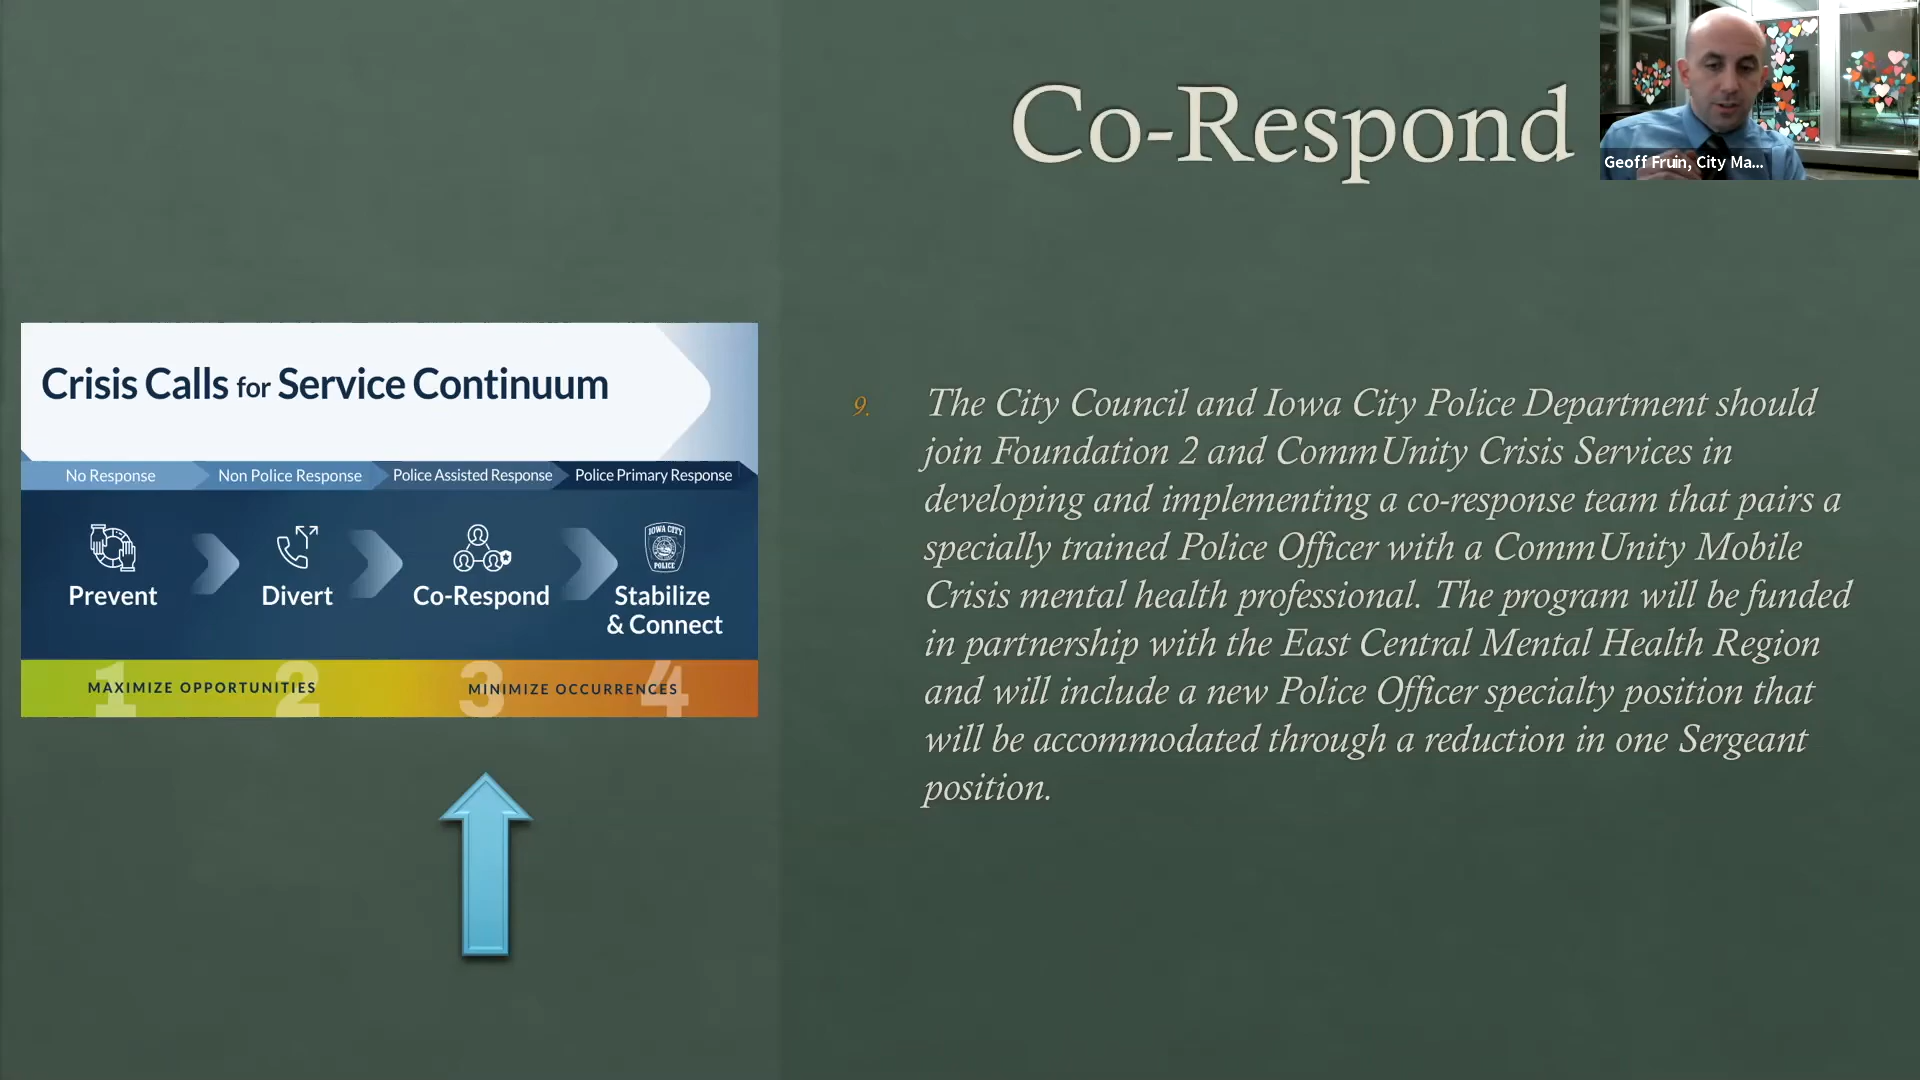 Co-Respond
Geoff Fruin, City Ma...
Crisis Calls for Service Continuum
No Response
Non Police Response
Police Assisted Response
Police Primary Response
IOWA CITY
POLICE
Prevent
Divert
Co-Respond
Stabilize
& Connect
1
2
3
4
MAXIMIZE OPPORTUNITIES
MINIMIZE OCCURRENCES
9.
The City Council and Iowa City Police Department should
join Foundation 2 and CommUnity Crisis Services in
developing and implementing a co-response team that pairs a
specially trained Police Officer with a CommUnity Mobile
Crisis mental health professional. The program will be funded
in partnership with the East Central Mental Health Region
and will include a new Police Officer specialty position that
will be accommodated through a reduction in one Sergeant
position.